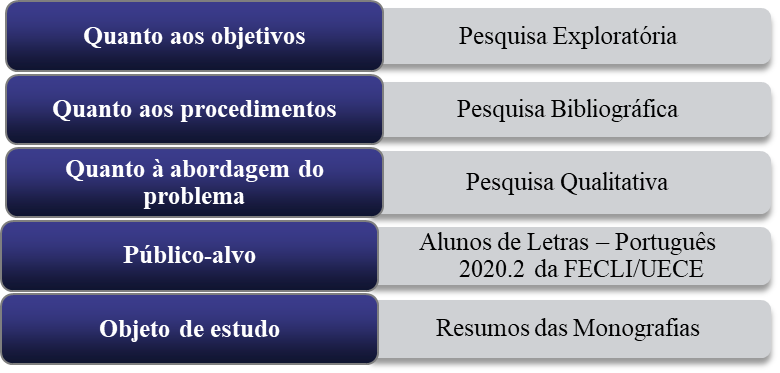 Quanto aos objetivos Pesquisa Exploratória
Quanto aos procedimentos Pesquisa Bibliográfica
Quanto à abordagem do
problema
Pesquisa Qualitativa
Público-alvo
Alunos de Letras – Português
2020.2 da FECLI/UECE
Objeto de estudo Resumos das Monografias